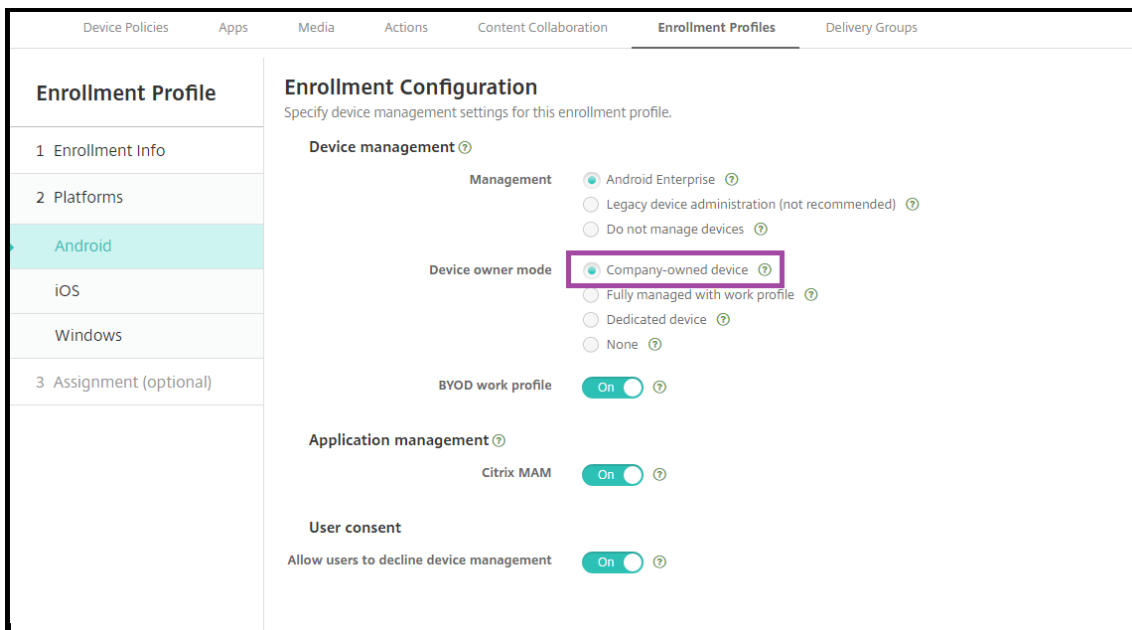 Device Policies Apps Media Actions Content Collaboration Enrollment Profiles Delivery Groups
Enrollment Profile
1 Enrollment Info
2 Platforms
Android
iOS
Windows
3 Assignment (optional)
Enrollment Configuration
Specify device management settings for this enrollment profile.
Device management ?
Management Android Enterprise ?
Legacy device administration (not recommended) ?
Do not manage devices ?
Device owner mode Company-owned device ?
Fully managed with work profile ?
Dedicated device ?
None ?
BYOD work profile On ?
Application management ?
Citrix MAM On ?
User consent
Allow users to decline device management On ?